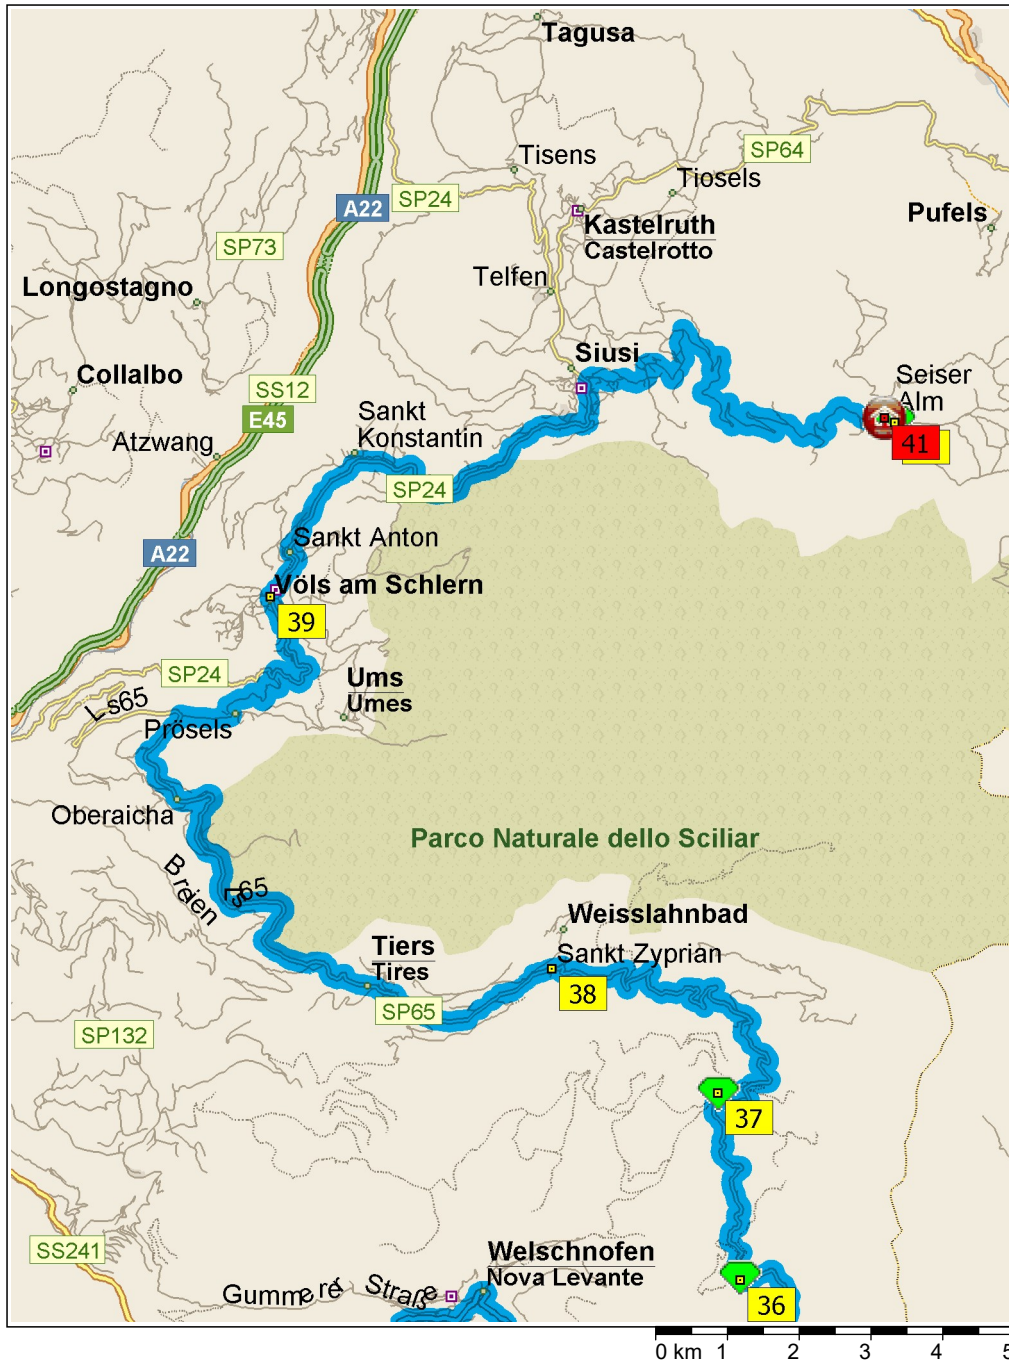 Tagusa
Tisens
SP64
Tiosels
A22
SP24
Pufels
Kastelruth
Castelrotto
SP73
Telfen
Longostagno
Siusi
Collalbo
Seiser
Alm
SS12
E45
Sankt
Konstantin
Atzwang
41
SP24
Sankt Anton
A22
Völs am Schlern
39
SP24
Ums
Umes
Ls65
Prösels
Oberaicha
Parco Naturale dello Sciliar
Breien
Ls65
Weisslahnbad
Tiers
Tires
Sankt Zyprian
38
SP65
SP132
37
SS241
Welschnofen
Nova Levante
Gummerer Straße
36
0 km 1 2 3 4 5